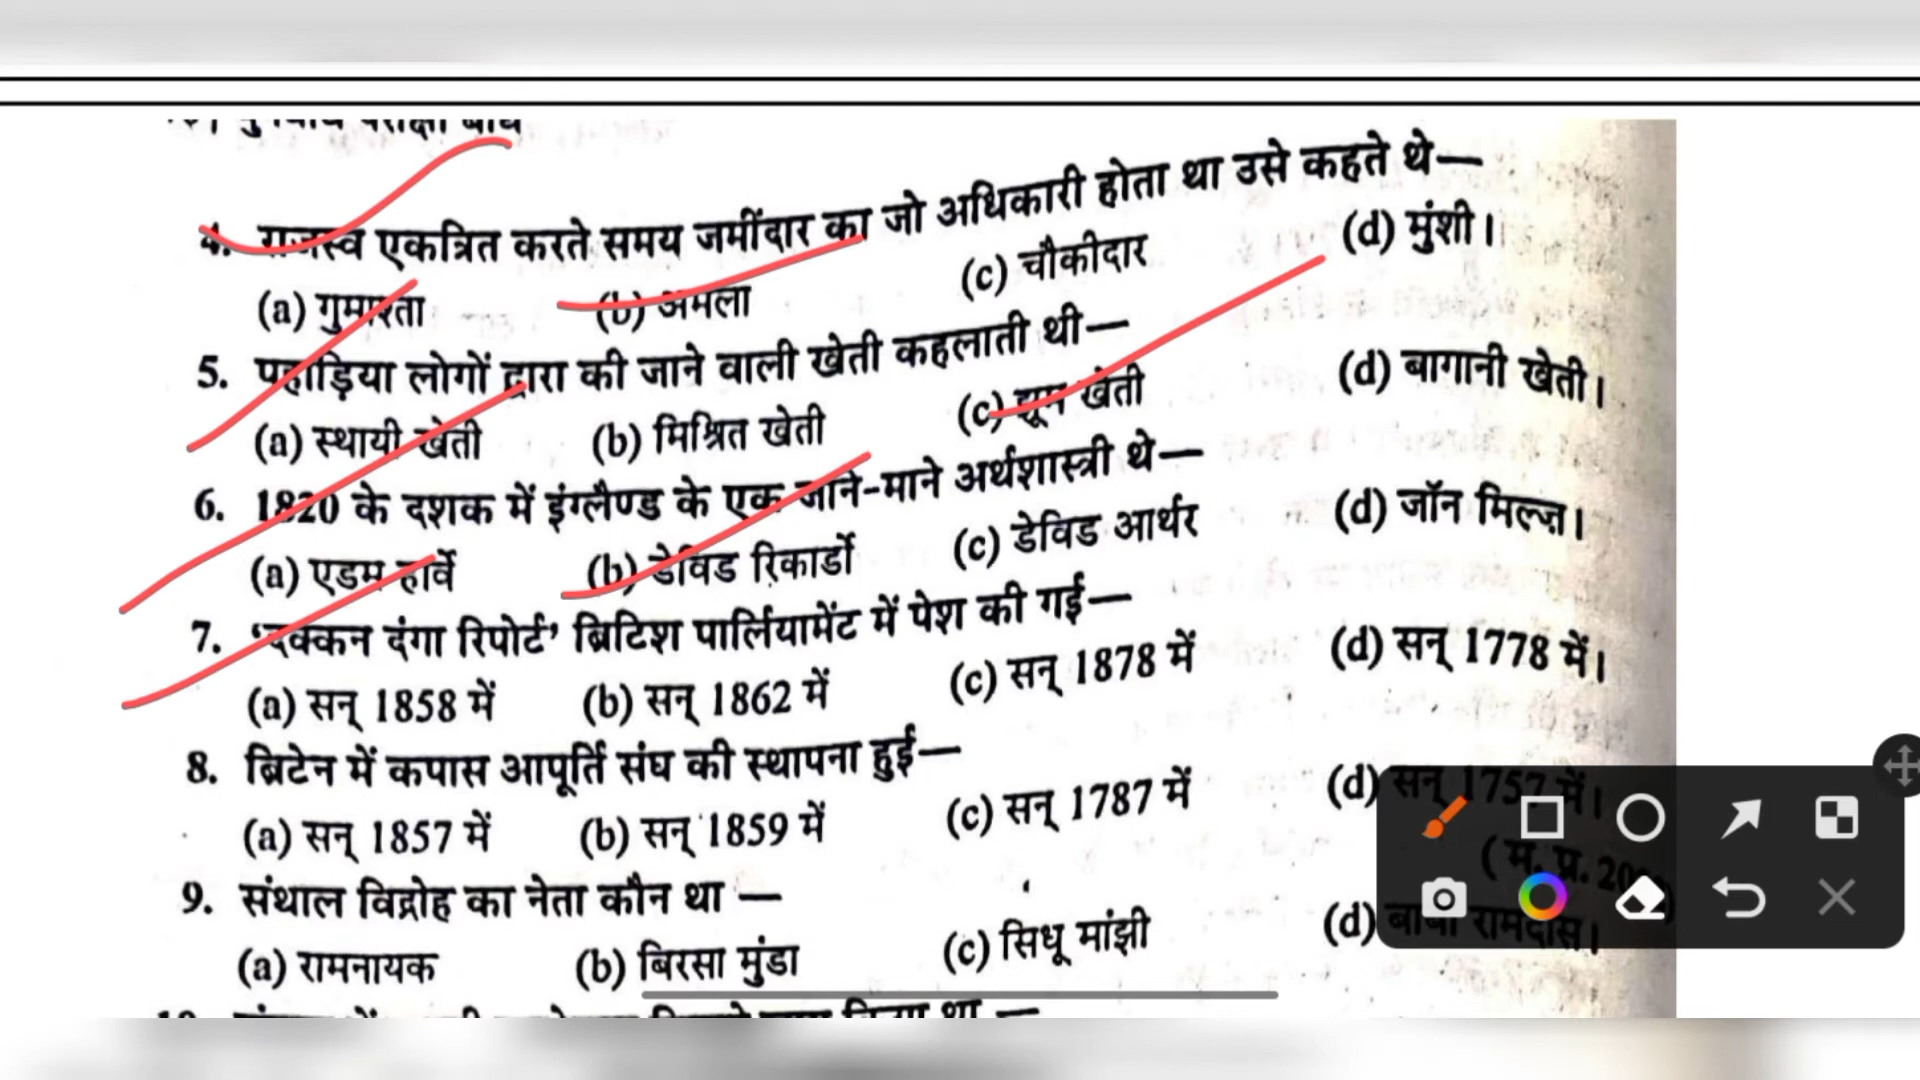 4. राजस्व एकत्रित करते समय जमींदार का जो अधिकारी होता था उसे कहते थे—
(a) गुमाश्ता (b) अमला (c) चौकीदार (d) मुंशी।
5. पहाड़िया लोगों द्वारा की जाने वाली खेती कहलाती थी—
(a) स्थायी खेती (b) मिश्रित खेती (c) झूम खेती (d) बागानी खेती।
6. 1820 के दशक में इंग्लैण्ड के एक जाने-माने अर्थशास्त्री थे—
(a) एडम हार्वे (b) डेविड रिकार्डो (c) डेविड आर्थर (d) जॉन मिल्ज।
7. ‘दक्कन दंगा रिपोर्ट’ ब्रिटिश पार्लियामेंट में पेश की गई—
(a) सन् 1858 में (b) सन् 1862 में (c) सन् 1878 में (d) सन् 1778 में।
8. ब्रिटेन में कपास आपूर्ति संघ की स्थापना हुई—
(a) सन् 1857 में (b) सन् 1859 में (c) सन् 1787 में (d) सन् 1757 में।
(म. प्र.
9. संथाल विद्रोह का नेता कौन था —
(a) रामनायक (b) बिरसा मुंडा (c) सिधू मांझी (d) बाबा रामदास।